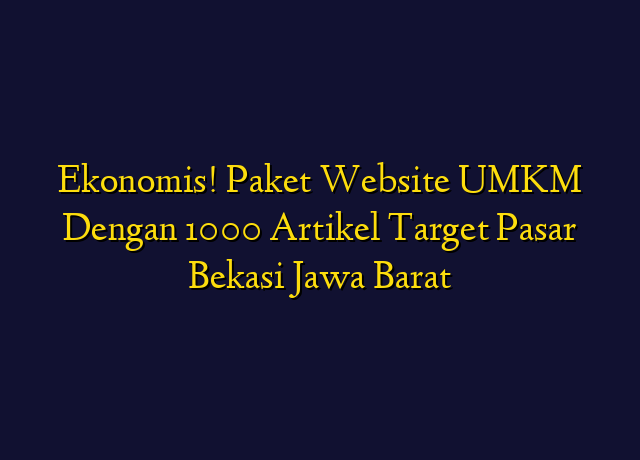 Ekonomis! Paket Website UMKM
Dengan 1000 Artikel Target Pasar
Bekasi Jawa Barat